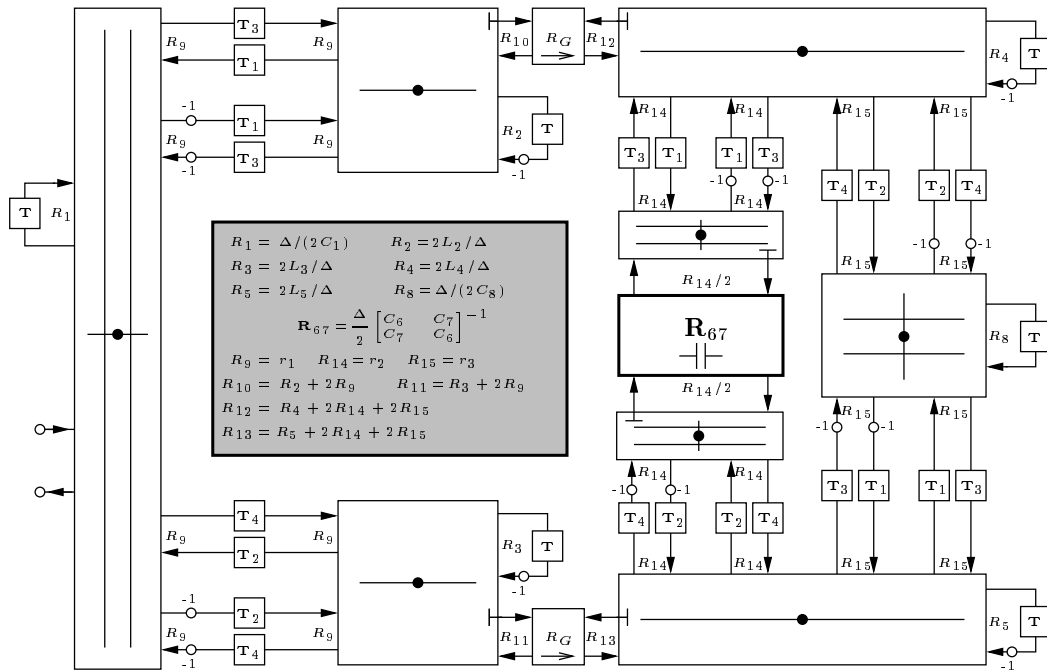 T₃ T₁ R₉ R₉
-1 T₁ T₃ -1 R₉ R₉
T R₁
R₂ T -1
R₁₀ R_G R₁₂
R₄ T -1
R₁₄ R₁₄ R₁₅ R₁₅
T₃ T₁ T₁ T₃ T₄ T₂ T₂ T₄
-1 -1 -1 -1
R₁₄ R₁₄ R₁₅ R₁₅
R₁₄/2
R₁ = Δ/(2C₁) R₂ = 2L₂/Δ
R₃ = 2L₃/Δ R₄ = 2L₄/Δ
R₅ = 2L₅/Δ R₈ = Δ/(2C₈)
R₆₇ = Δ/2 [C₆ C₇ C₇ C₆]⁻¹
R₉ = r₁ R₁₄ = r₂ R₁₅ = r₃
R₁₀ = R₂ + 2R₉ R₁₁ = R₃ + 2R₉
R₁₂ = R₄ + 2R₁₄ + 2R₁₅
R₁₃ = R₅ + 2R₁₄ + 2R₁₅
R₆₇
R₈ T
R₁₄/2
-1 R₁₅ -1 R₁₅
R₁₄ R₁₄
-1 -1
T₄ T₂ T₂ T₄ T₃ T₁ T₁ T₃
R₁₄ R₁₄ R₁₅ R₁₅
T₄ T₂ R₉ R₉
-1 T₂ T₄ -1 R₉ R₉
R₃ T -1
R₁₁ R_G R₁₃
R₅ T -1